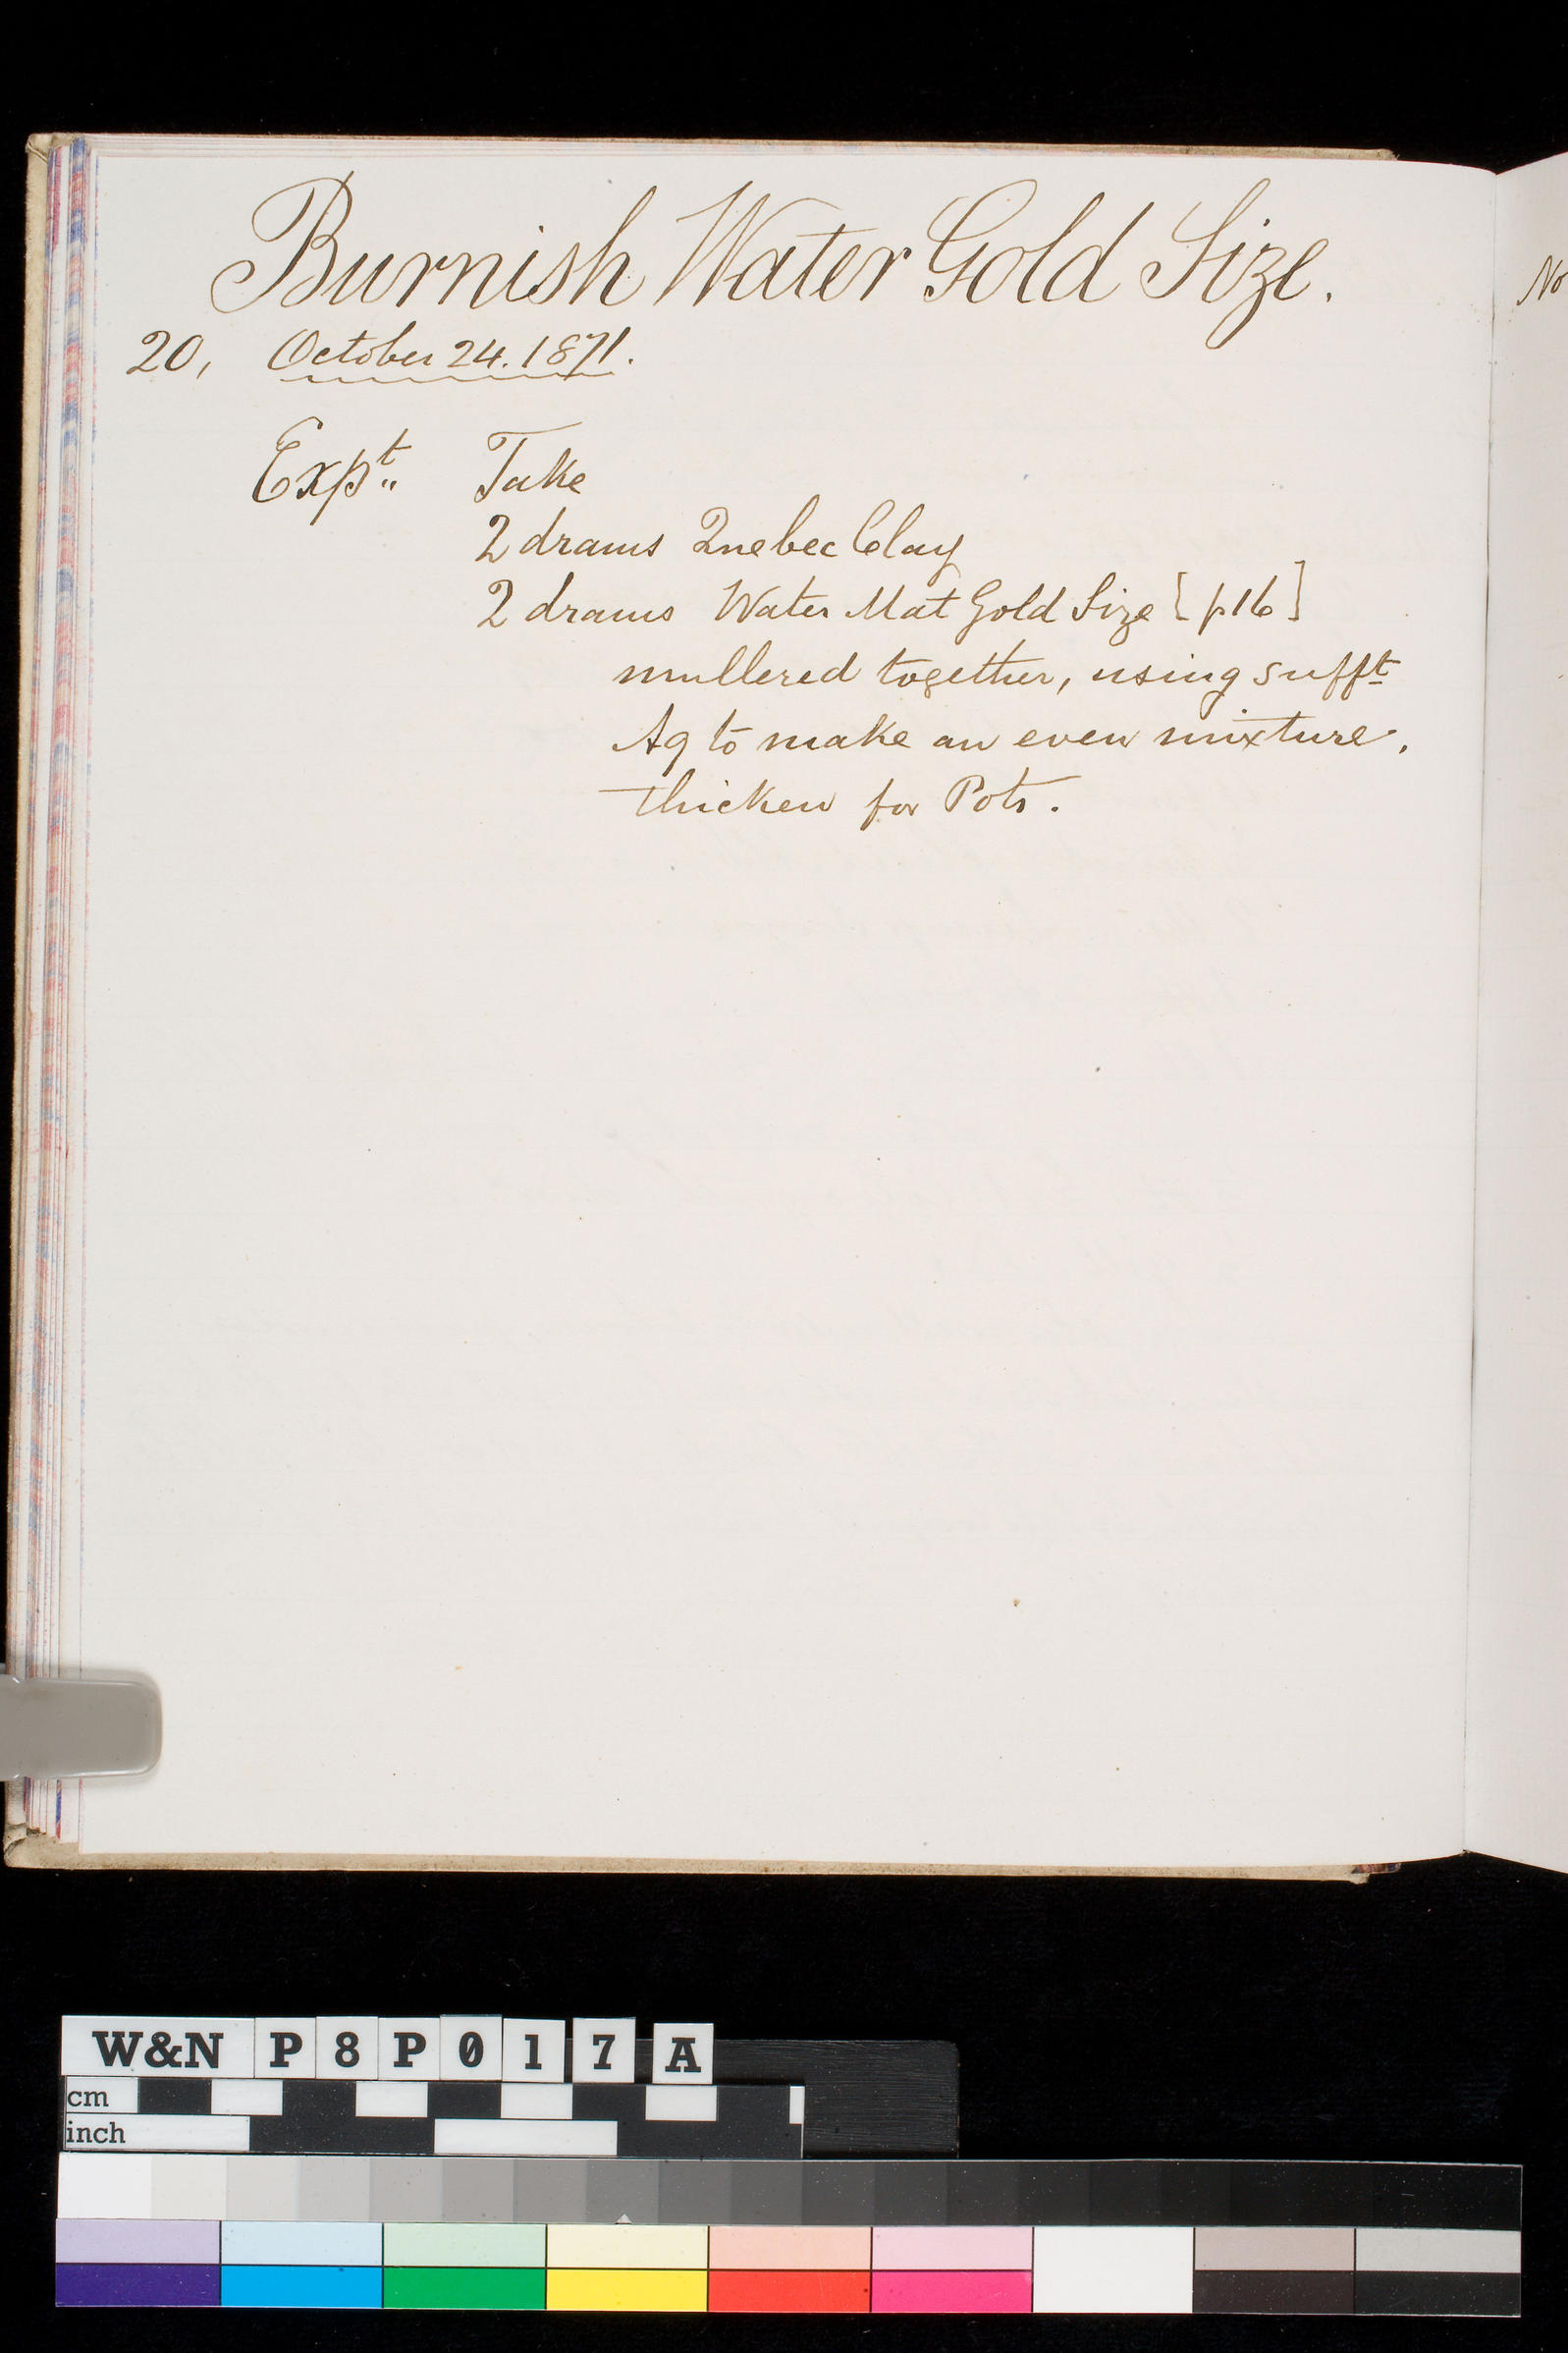 Burnish Water Gold Size.
20, October 24. 1871.
Expt. Take
2 drams Quebec Clay
2 drams Water Mat Gold Size [p16]
mullered together, using sufft
Aq to make an even mixture,
thicken for Pots.
No
W&N P8P017A
cm
inch